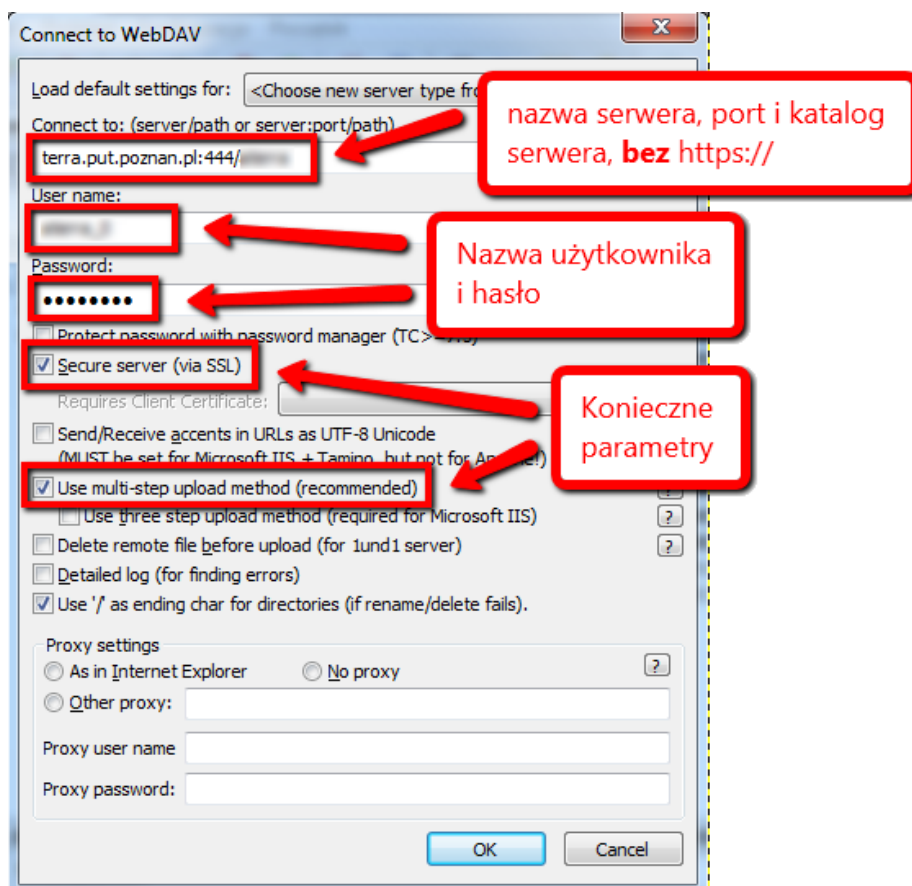 Connect to WebDAV
Load default settings for: <Choose new server type
nazwa serwera, port i katalog
serwera, bez https://
Connect to: (server/path or server:port/path)
terra.put.poznan.pl:444/
User name:
Nazwa użytkownika
i hasło
Password:
••••••••
Protect password with password manager
Secure server (via SSL)
Requires Client Certificate:
Konieczne
parametry
Send/Receive accents in URLs as UTF-8 Unicode
(MUST be set for Microsoft IIS + Tamino, but not for Apache!)
Use multi-step upload method (recommended)
?
Use three step upload method (required for Microsoft IIS)
?
Delete remote file before upload (for 1und1 server)
?
Detailed log (for finding errors)
Use '/' as ending char for directories (if rename/delete fails).
Proxy settings
As in Internet Explorer No proxy ?
Other proxy:
Proxy user name
Proxy password:
OK Cancel